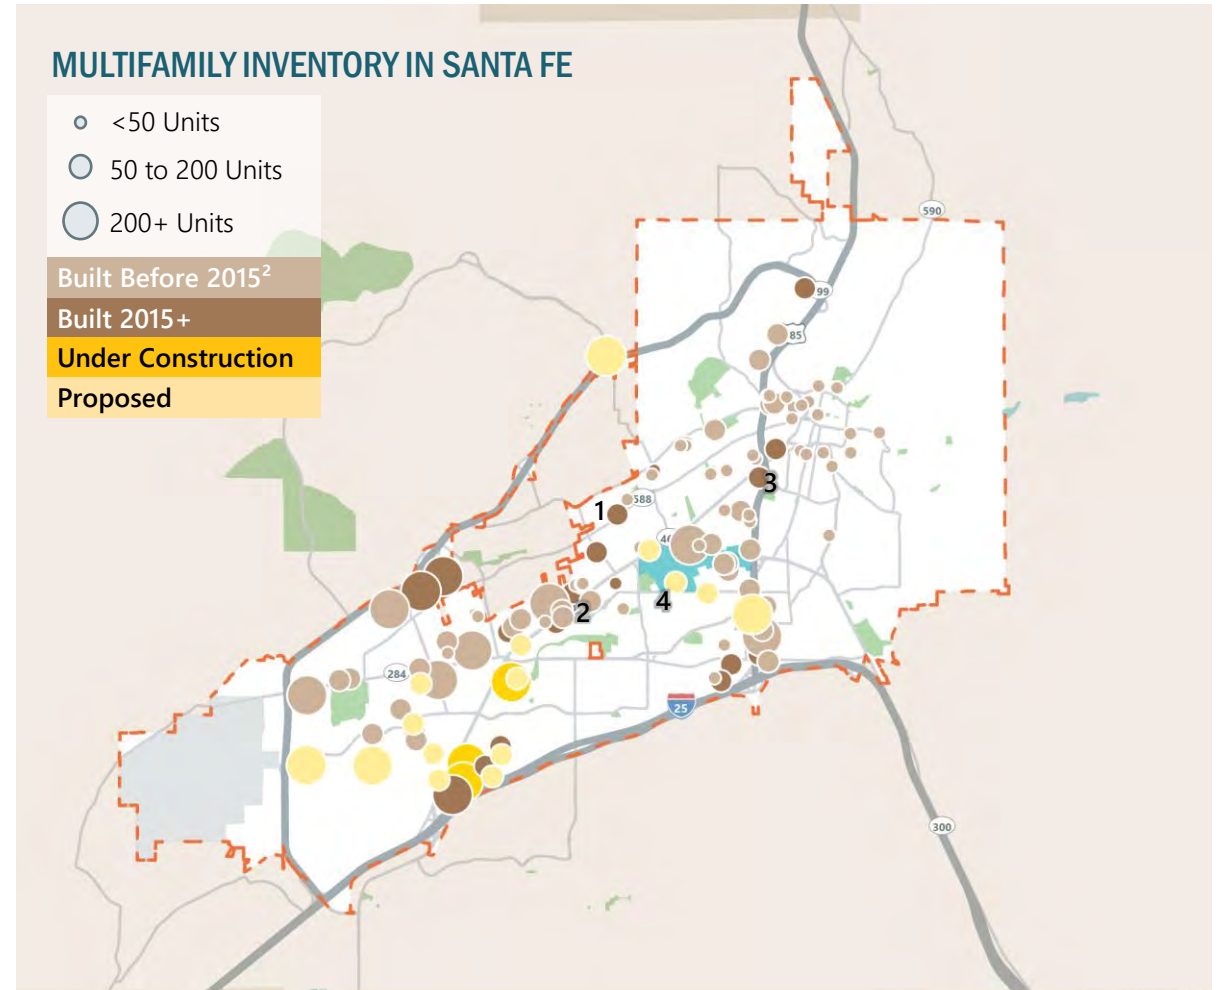 MULTIFAMILY INVENTORY IN SANTA FE
<50 Units
50 to 200 Units
200+ Units
Built Before 2015²
Built 2015+
Under Construction
Proposed
590
99
85
3
588
1
2
4
284
25
300